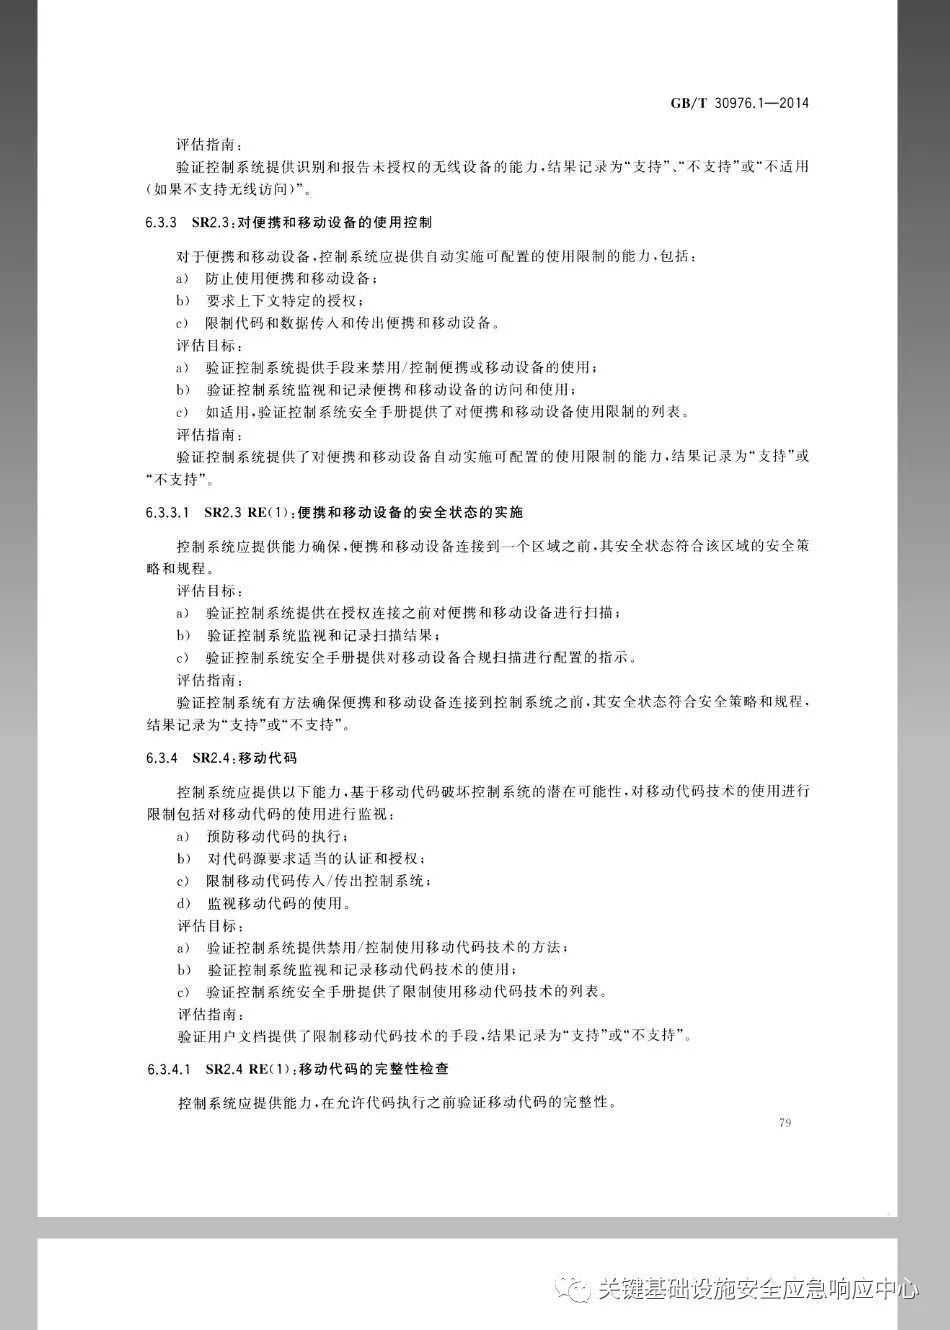 GB/T 30976.1—2014
评估指南:
验证控制系统提供识别和报告未授权的无线设备的能力,结果记录为“支持”、“不支持”或“不适用
(如果不支持无线访问)”。
6.3.3 SR2.3:对便携和移动设备的使用控制
对于便携和移动设备,控制系统应提供自动实施可配置的使用限制的能力,包括:
a) 防止使用便携和移动设备;
b) 要求上下文特定的授权;
c) 限制代码和数据传入和传出便携和移动设备。
评估目标:
a) 验证控制系统提供手段来禁用/控制便携或移动设备的使用;
b) 验证控制系统监视和记录便携和移动设备的访问和使用;
c) 如适用,验证控制系统安全手册提供了对便携和移动设备使用限制的列表。
评估指南:
验证控制系统提供了对便携和移动设备自动实施可配置的使用限制的能力,结果记录为“支持”或
“不支持”。
6.3.3.1 SR2.3 RE(1):便携和移动设备的安全状态的实施
控制系统应提供能力确保,便携和移动设备连接到一个区域之前,其安全状态符合该区域的安全策
略和规程。
评估目标:
a) 验证控制系统提供在授权连接之前对便携和移动设备进行扫描;
b) 验证控制系统监视和记录扫描结果;
c) 验证控制系统安全手册提供对移动设备合规扫描进行配置的指示。
评估指南:
验证控制系统有方法确保便携和移动设备连接到控制系统之前,其安全状态符合安全策略和规程,
结果记录为“支持”或“不支持”。
6.3.4 SR2.4:移动代码
控制系统应提供以下能力,基于移动代码破坏控制系统的潜在可能性,对移动代码技术的使用进行
限制包括对移动代码的使用进行监视:
a) 预防移动代码的执行;
b) 对代码源要求适当的认证和授权;
c) 限制移动代码传入/传出控制系统;
d) 监视移动代码的使用。
评估目标:
a) 验证控制系统提供禁用/控制使用移动代码技术的方法;
b) 验证控制系统监视和记录移动代码技术的使用;
c) 验证控制系统安全手册提供了限制使用移动代码技术的列表。
评估指南:
验证用户文档提供了限制移动代码技术的手段,结果记录为“支持”或“不支持”。
6.3.4.1 SR2.4 RE(1):移动代码的完整性检查
控制系统应提供能力,在允许代码执行之前验证移动代码的完整性。
79
关键基础设施安全应急响应中心